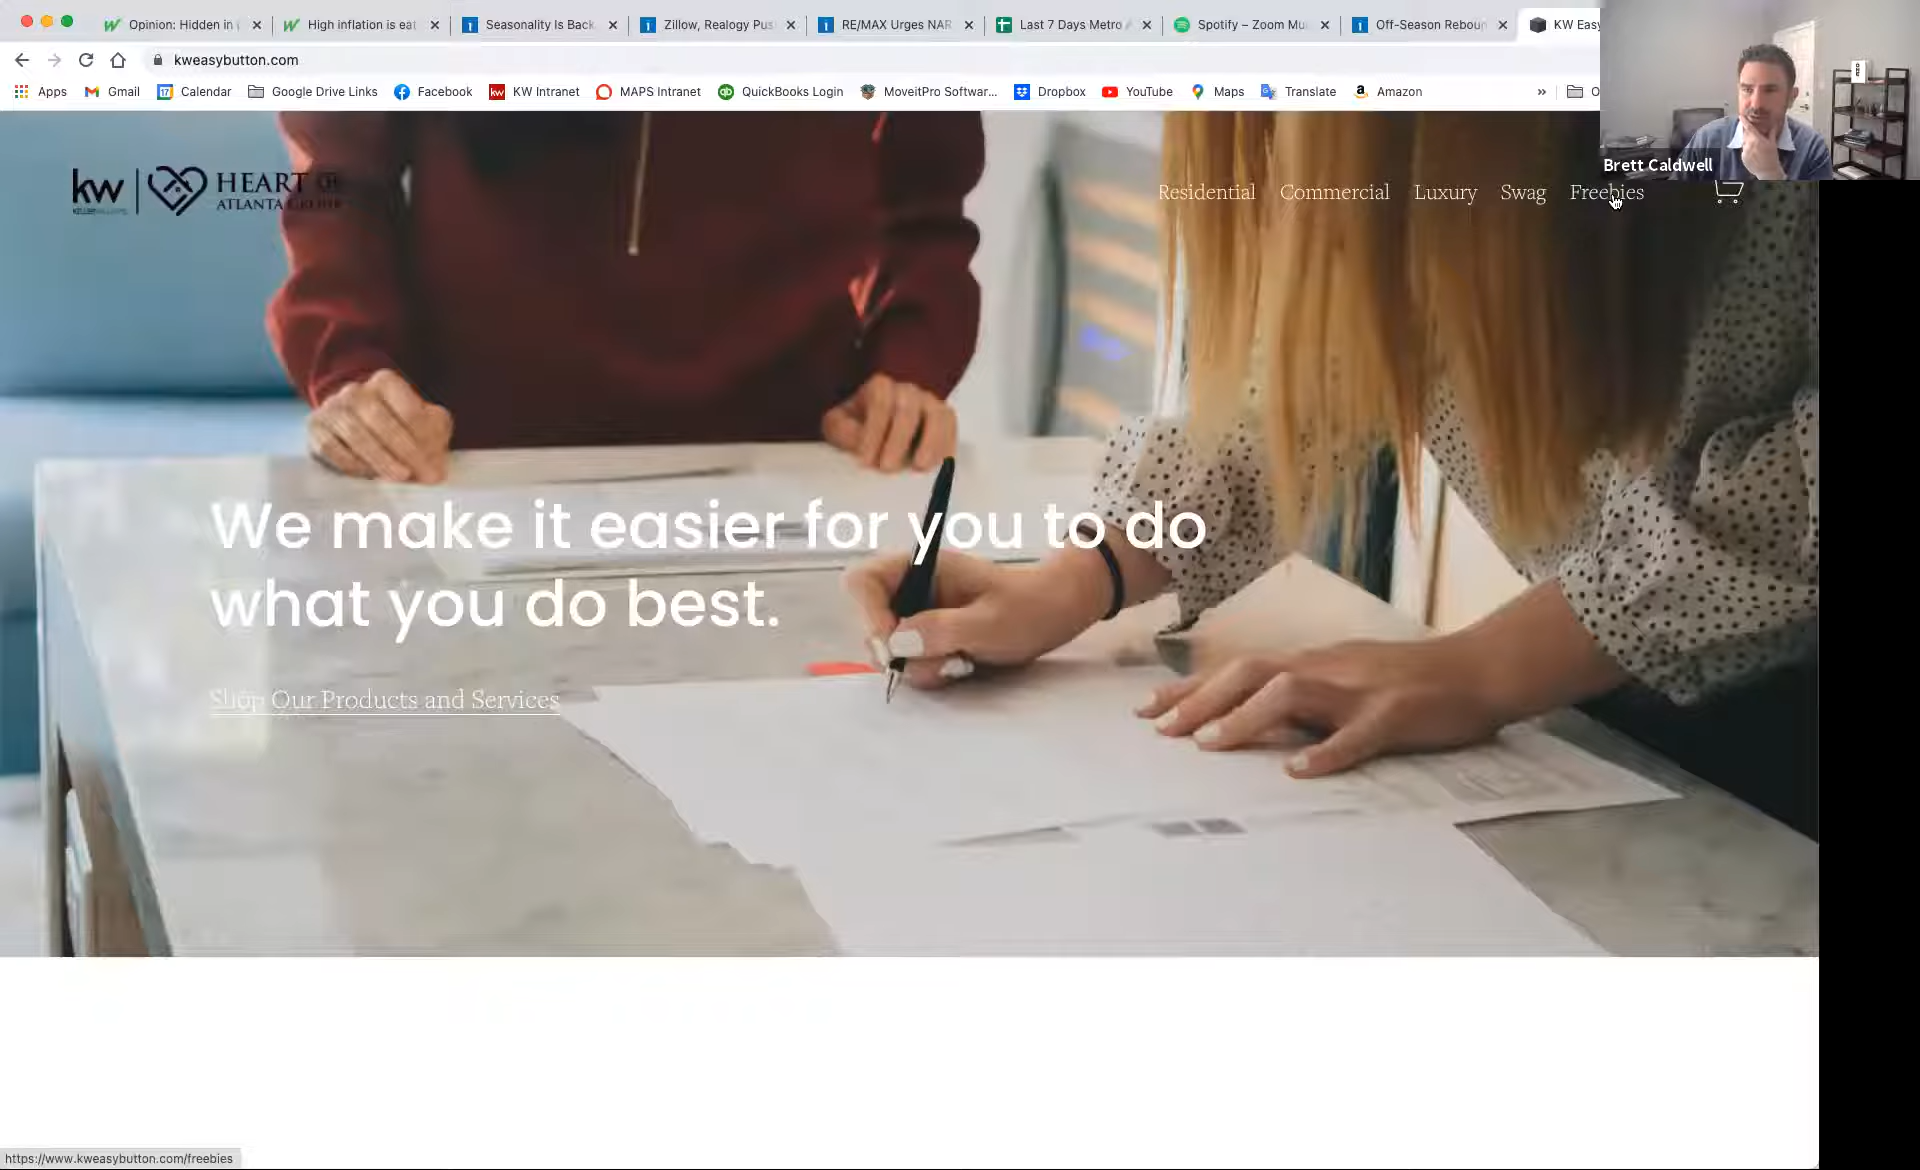 Opinion: Hidden in
High inflation is eat
Seasonality Is Back
Zillow, Realogy Pus
RE/MAX Urges NAR
Last 7 Days Metro
Spotify – Zoom Mu
Off-Season Reboun
KW Easy
kweasybutton.com
Apps
Gmail
Calendar
Google Drive Links
Facebook
KW Intranet
MAPS Intranet
QuickBooks Login
MoveitPro Softwar...
Dropbox
YouTube
Maps
Translate
Amazon
»
Brett Caldwell
kw
KELLERWILLIAMS
HEART OF
ATLANTA GROUP
Residential
Commercial
Luxury
Swag
Freebies
We make it easier for you to do
what you do best.
Shop Our Products and Services
https://www.kweasybutton.com/freebies